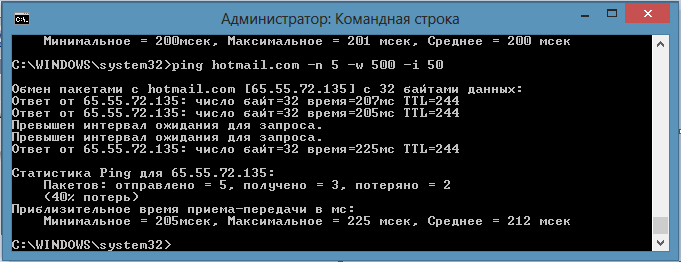 Администратор: Командная строка
Минимальное = 200мсек, Максимальное = 201 мсек, Среднее = 200 мсек
C:\WINDOWS\system32>ping hotmail.com -n 5 -w 500 -i 50
Обмен пакетами с hotmail.com [65.55.72.135] с 32 байтами данных:
Ответ от 65.55.72.135: число байт=32 время=207мс TTL=244
Ответ от 65.55.72.135: число байт=32 время=205мс TTL=244
Превышен интервал ожидания для запроса.
Превышен интервал ожидания для запроса.
Ответ от 65.55.72.135: число байт=32 время=225мс TTL=244
Статистика Ping для 65.55.72.135:
Пакетов: отправлено = 5, получено = 3, потеряно = 2
(40% потерь)
Приблизительное время приема-передачи в мс:
Минимальное = 205мсек, Максимальное = 225 мсек, Среднее = 212 мсек
C:\WINDOWS\system32>